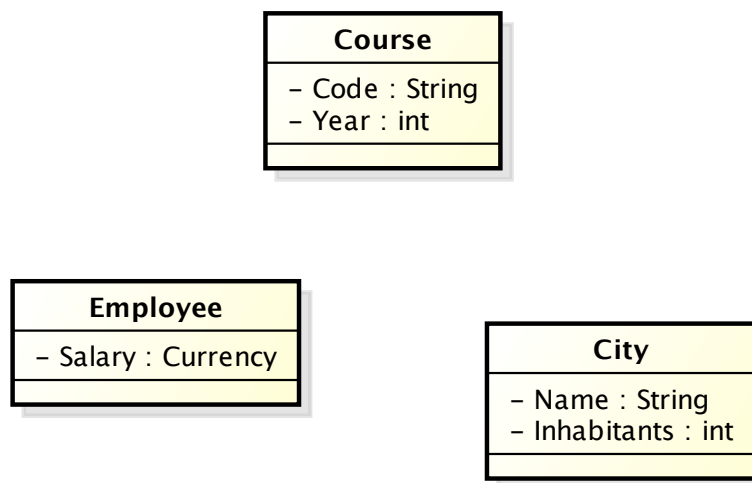 Course
– Code : String
– Year : int
Employee
– Salary : Currency
City
– Name : String
– Inhabitants : int